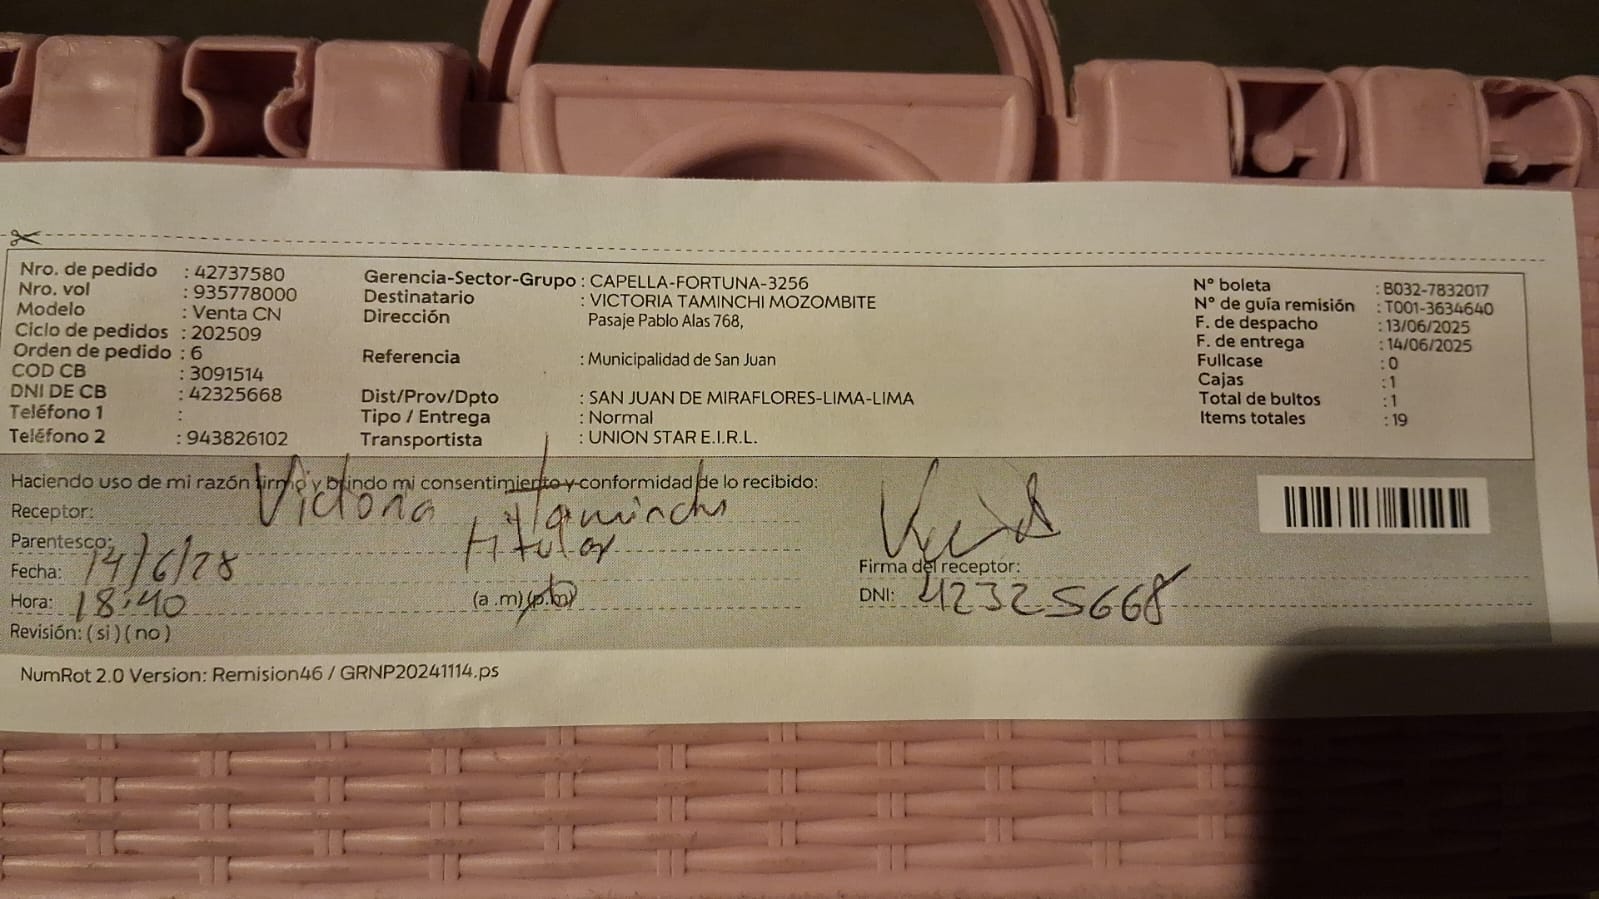 Nro. de pedido : 42737580
Nro. vol : 935778000
Modelo : Venta CN
Ciclo de pedidos : 202509
Orden de pedido : 6
COD CB : 3091514
DNI DE CB : 42325668
Teléfono 1 :
Teléfono 2 : 943826102
Gerencia-Sector-Grupo : CAPELLA-FORTUNA-3256
Destinatario : VICTORIA TAMINCHI MOZOMBITE
Dirección Pasaje Pablo Alas 768,
Referencia : Municipalidad de San Juan
Dist/Prov/Dpto : SAN JUAN DE MIRAFLORES-LIMA-LIMA
Tipo / Entrega : Normal
Transportista : UNION STAR E.I.R.L.
N° boleta : B032-7832017
N° de guía remisión : T001-3634640
F. de despacho : 13/06/2025
F. de entrega : 14/06/2025
Fullcase : 0
Cajas : 1
Total de bultos : 1
Items totales : 19
Haciendo uso de mi razón firmo y brindo mi consentimiento y conformidad de lo recibido:
Receptor: Victoria Taminchi
Parentesco: titular
Fecha: 14/6/28
Hora: 18:40 (a .m) (p.m)
Revisión: ( si ) ( no )
Firma del receptor:
DNI: 42325668
NumRot 2.0 Version: Remision46 / GRNP20241114.ps